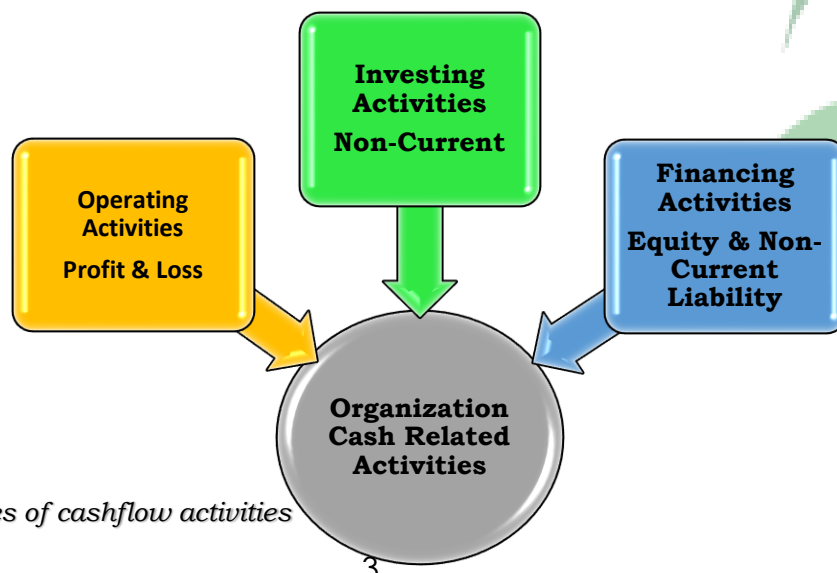 Investing
Activities
Non-Current
Operating
Activities
Profit & Loss
Financing
Activities
Equity & Non-
Current
Liability
Organization
Cash Related
Activities
of cashflow activities
3